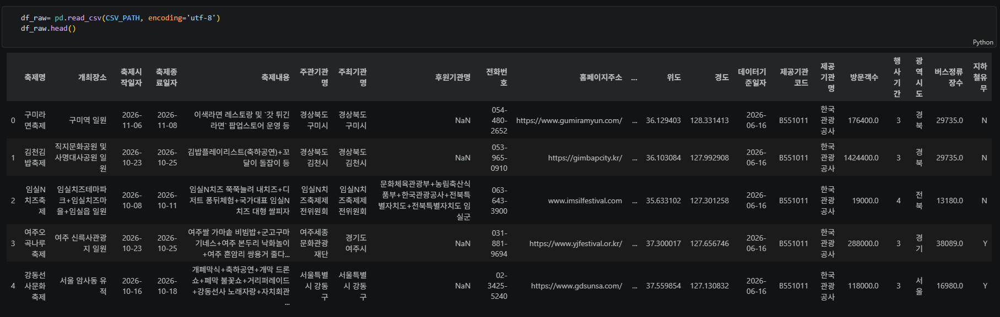 df_raw= pd.read_csv(CSV_PATH, encoding='utf-8')
df_raw.head()
Python
축제명 개최장소 축제시작일자 축제종료일자 축제내용 주관기관명 주최기관명 후원기관명 전화번호 홈페이지주소 ... 위도 경도 데이터기준일자 제공기관코드 제공기관명 방문객수 행사기간 광역시도 버스정류장수 지하철유무
0 구미라면축제 구미역 일원 2026-11-06 2026-11-08 이색라면 레스토랑 및 `갓 튀긴 라면` 팝업스토어 운영 등 경상북도 구미시 경상북도 구미시 NaN 054-480-2652 https://www.gumiramyun.com/ ... 36.129403 128.331413 2026-06-16 B551011 한국관광공사 176400.0 3 경북 29735.0 N
1 김천김밥축제 직지문화공원 및 사명대사공원 일원 2026-10-23 2026-10-25 김밥플레이리스트(축하공연)+꼬달이 돌잡이 등 경상북도 김천시 경상북도 김천시 NaN 053-965-0910 https://gimbapcity.kr/ ... 36.103084 127.992908 2026-06-16 B551011 한국관광공사 1424400.0 3 경북 29735.0 N
2 임실N치즈축제 임실치즈테마파크+임실치즈마을+임실읍 일원 2026-10-08 2026-10-11 임실N치즈 쭉쭉늘려 내치즈+디저트 퐁뒤체험+국가대표 임실N치즈 대형 쌀피자 임실N치즈축제제전위원회 임실N치즈축제제전위원회 문화체육관광부+농림축산식품부+한국관광공사+전북특별자치도+전북특별자치도 임실군 063-643-3900 www.imsilfestival.com ... 35.633102 127.301258 2026-06-16 B551011 한국관광공사 19000.0 4 전북 13180.0 N
3 여주오곡나루축제 여주 신륵사관광지 일원 2026-10-23 2026-10-25 여주쌀 가마솥 비빔밥+군고구마 기네스+여주 본두리 낙화놀이+여주 흔암리 쌍용거 줄다... 여주세종문화관광재단 경기도 여주시 NaN 031-881-9694 https://www.yjfestival.or.kr/ ... 37.300017 127.656746 2026-06-16 B551011 한국관광공사 288000.0 3 경기 38089.0 Y
4 강동선사문화축제 서울 암사동 유적 2026-10-16 2026-10-18 개폐막식+축하공연+개막 드론쇼+폐막 불꽃쇼+거리퍼레이드+강동선사 노래자랑+자치회관 ... 서울특별시 강동구 서울특별시 강동구 NaN 02-3425-5240 https://www.gdsunsa.com/ ... 37.559854 127.130832 2026-06-16 B551011 한국관광공사 118000.0 3 서울 16980.0 Y